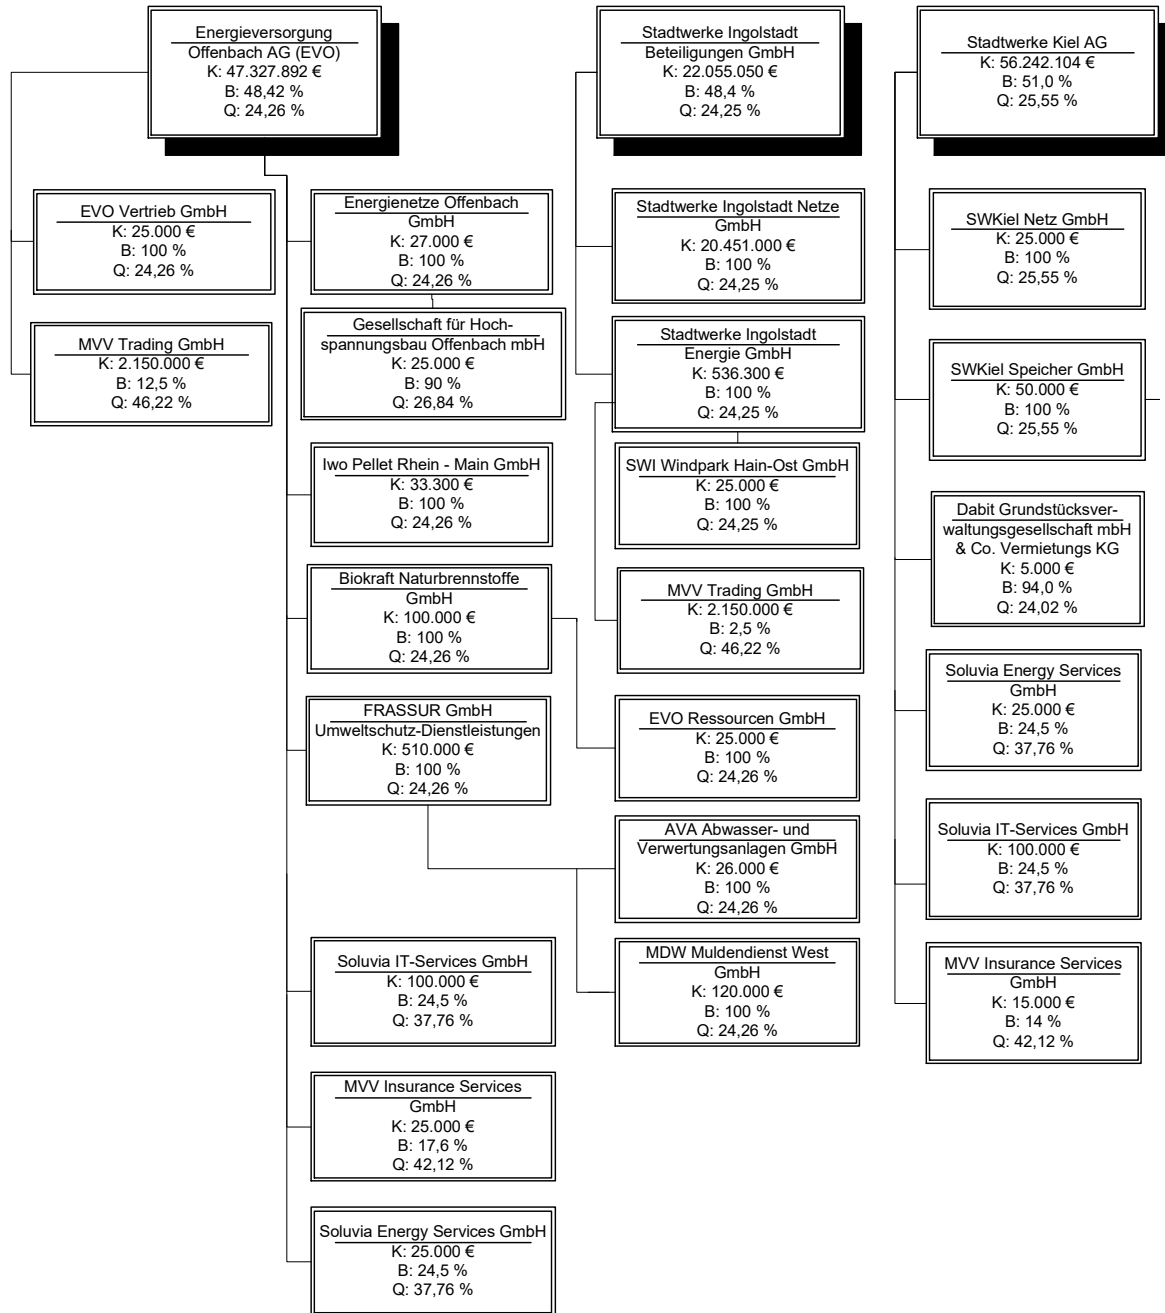 Energieversorgung
Offenbach AG (EVO)
K: 47.327.892 €
B: 48,42 %
Q: 24,26 %
EVO Vertrieb GmbH
K: 25.000 €
B: 100 %
Q: 24,26 %
MVV Trading GmbH
K: 2.150.000 €
B: 12,5 %
Q: 46,22 %
Energienetze Offenbach
GmbH
K: 27.000 €
B: 100 %
Q: 24,26 %
Gesellschaft für Hoch-
spannungsbau Offenbach mbH
K: 25.000 €
B: 90 %
Q: 26,84 %
Iwo Pellet Rhein - Main GmbH
K: 33.300 €
B: 100 %
Q: 24,26 %
Biokraft Naturbrennstoffe
GmbH
K: 100.000 €
B: 100 %
Q: 24,26 %
FRASSUR GmbH
Umweltschutz-Dienstleistungen
K: 510.000 €
B: 100 %
Q: 24,26 %
Soluvia IT-Services GmbH
K: 100.000 €
B: 24,5 %
Q: 37,76 %
MVV Insurance Services
GmbH
K: 25.000 €
B: 17,6 %
Q: 42,12 %
Soluvia Energy Services GmbH
K: 25.000 €
B: 24,5 %
Q: 37,76 %
Stadtwerke Ingolstadt
Beteiligungen GmbH
K: 22.055.050 €
B: 48,4 %
Q: 24,25 %
Stadtwerke Ingolstadt Netze
GmbH
K: 20.451.000 €
B: 100 %
Q: 24,25 %
Stadtwerke Ingolstadt
Energie GmbH
K: 536.300 €
B: 100 %
Q: 24,25 %
SWI Windpark Hain-Ost GmbH
K: 25.000 €
B: 100 %
Q: 24,25 %
MVV Trading GmbH
K: 2.150.000 €
B: 2,5 %
Q: 46,22 %
EVO Ressourcen GmbH
K: 25.000 €
B: 100 %
Q: 24,26 %
AVA Abwasser- und
Verwertungsanlagen GmbH
K: 26.000 €
B: 100 %
Q: 24,26 %
MDW Muldendienst West
GmbH
K: 120.000 €
B: 100 %
Q: 24,26 %
Stadtwerke Kiel AG
K: 56.242.104 €
B: 51,0 %
Q: 25,55 %
SWKiel Netz GmbH
K: 25.000 €
B: 100 %
Q: 25,55 %
SWKiel Speicher GmbH
K: 50.000 €
B: 100 %
Q: 25,55 %
Dabit Grundstücksver-
waltungsgesellschaft mbH
& Co. Vermietungs KG
K: 5.000 €
B: 94,0 %
Q: 24,02 %
Soluvia Energy Services
GmbH
K: 25.000 €
B: 24,5 %
Q: 37,76 %
Soluvia IT-Services GmbH
K: 100.000 €
B: 24,5 %
Q: 37,76 %
MVV Insurance Services
GmbH
K: 15.000 €
B: 14 %
Q: 42,12 %